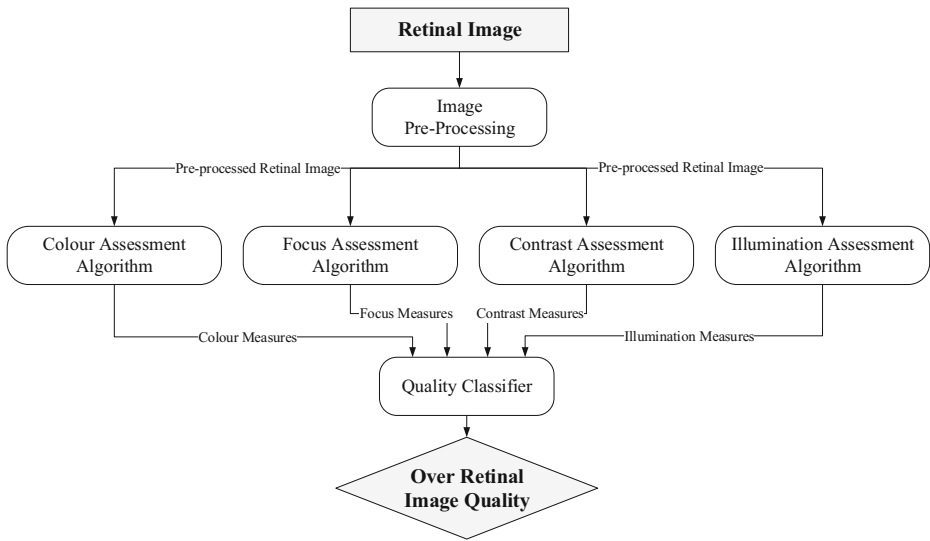 Retinal Image
Image
Pre-Processing
Pre-processed Retinal Image
Pre-processed Retinal Image
Colour Assessment
Algorithm
Focus Assessment
Algorithm
Contrast Assessment
Algorithm
Illumination Assessment
Algorithm
Focus Measures
Contrast Measures
Colour Measures
Illumination Measures
Quality Classifier
Over Retinal
Image Quality